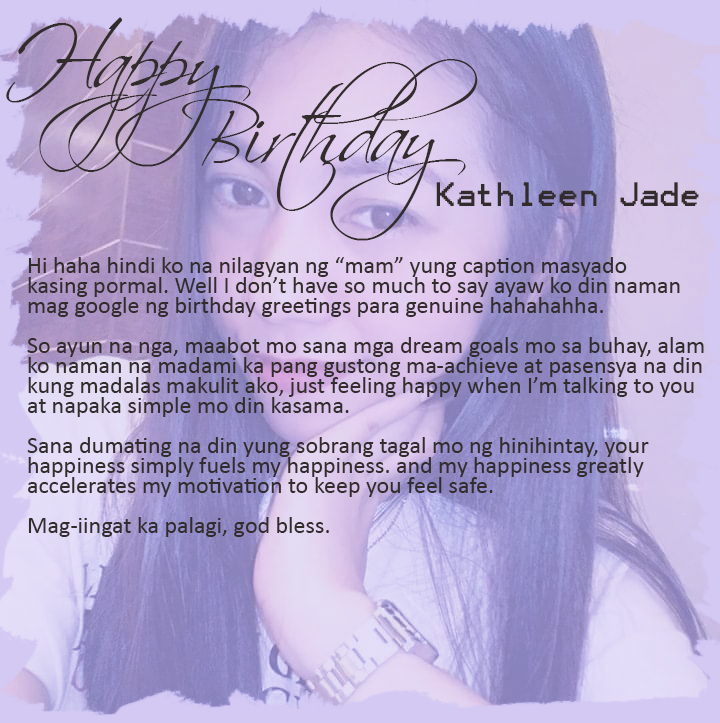 Happy
Birthday
Kathleen Jade
Hi haha hindi ko na nilagyan ng “mam” yung caption masyado
kasing pormal. Well I don’t have so much to say ayaw ko din naman
mag google ng birthday greetings para genuine hahahahha.
So ayun na nga, maabot mo sana mga dream goals mo sa buhay, alam
ko naman na madami ka pang gustong ma-achieve at pasensya na din
kung madalas makulit ako, just feeling happy when I’m talking to you
at napaka simple mo din kasama.
Sana dumating na din yung sobrang tagal mo ng hinihintay, your
happiness simply fuels my happiness. and my happiness greatly
accelerates my motivation to keep you feel safe.
Mag-iingat ka palagi, god bless.